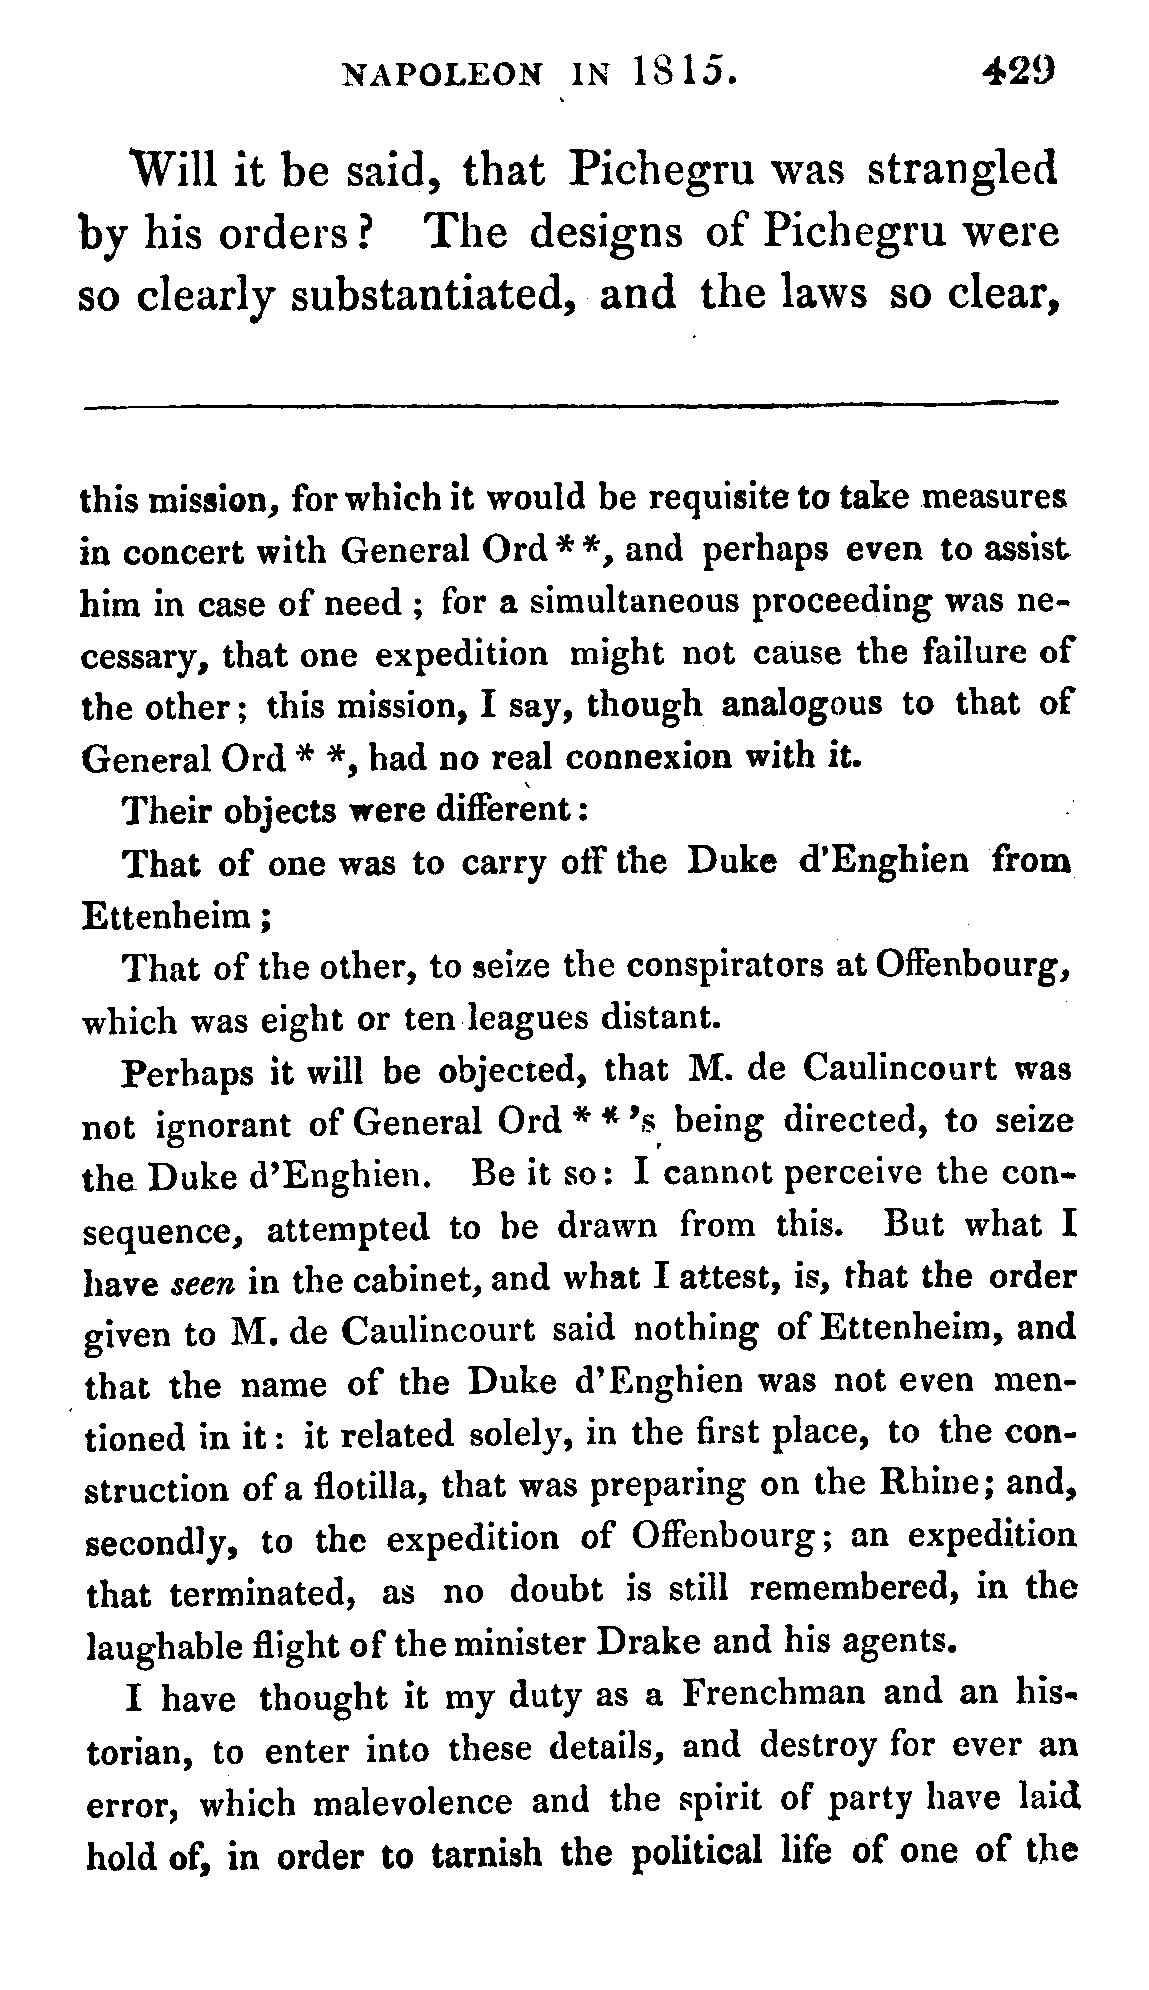 NAPOLEON IN 1815. 429
Will it be said, that Pichegru was strangled
by his orders? The designs of Pichegru were
so clearly substantiated, and the laws so clear,
this mission, for which it would be requisite to take measures
in concert with General Ord * *, and perhaps even to assist
him in case of need ; for a simultaneous proceeding was ne-
cessary, that one expedition might not cause the failure of
the other; this mission, I say, though analogous to that of
General Ord * *, had no real connexion with it.
Their objects were different :
That of one was to carry off the Duke d'Enghien from
Ettenheim ;
That of the other, to seize the conspirators at Offenbourg,
which was eight or ten leagues distant.
Perhaps it will be objected, that M. de Caulincourt was
not ignorant of General Ord * * 's being directed, to seize
the Duke d'Enghien. Be it so: I cannot perceive the con-
sequence, attempted to be drawn from this. But what I
have seen in the cabinet, and what I attest, is, that the order
given to M. de Caulincourt said nothing of Ettenheim, and
that the name of the Duke d'Enghien was not even men-
tioned in it : it related solely, in the first place, to the con-
struction of a flotilla, that was preparing on the Rhine; and,
secondly, to the expedition of Offenbourg; an expedition
that terminated, as no doubt is still remembered, in the
laughable flight of the minister Drake and his agents.
I have thought it my duty as a Frenchman and an his-
torian, to enter into these details, and destroy for ever an
error, which malevolence and the spirit of party have laid
hold of, in order to tarnish the political life of one of the